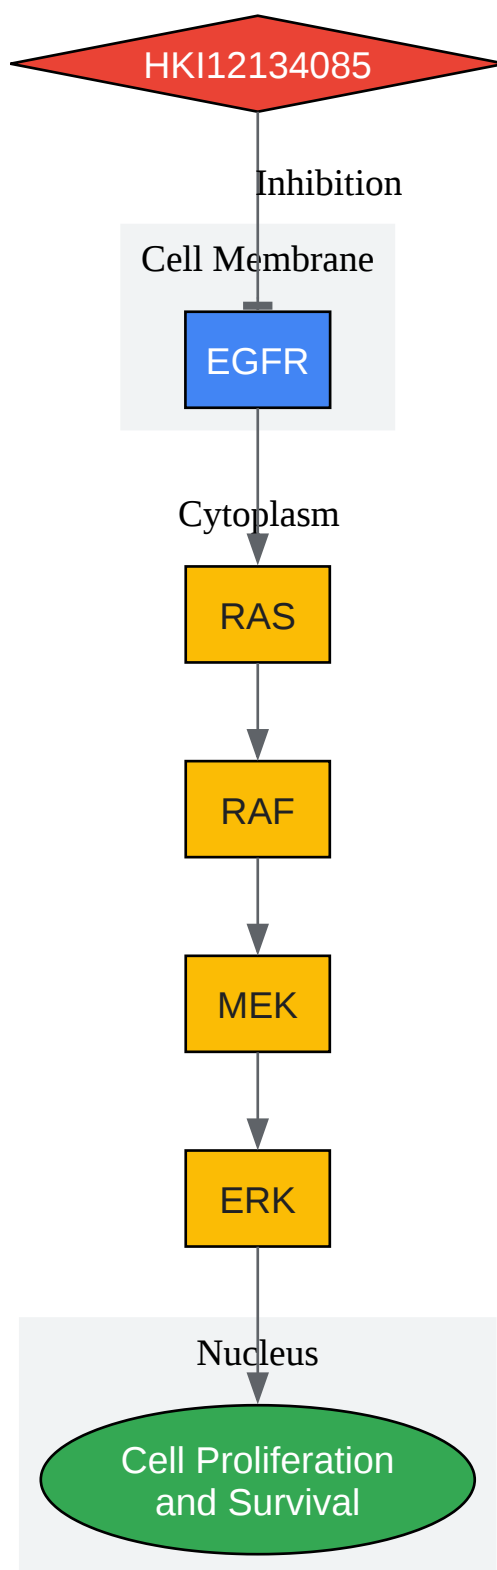 HKI12134085
Inhibition
Cell Membrane
EGFR
Cytoplasm
RAS
RAF
MEK
ERK
Nucleus
Cell Proliferation
and Survival